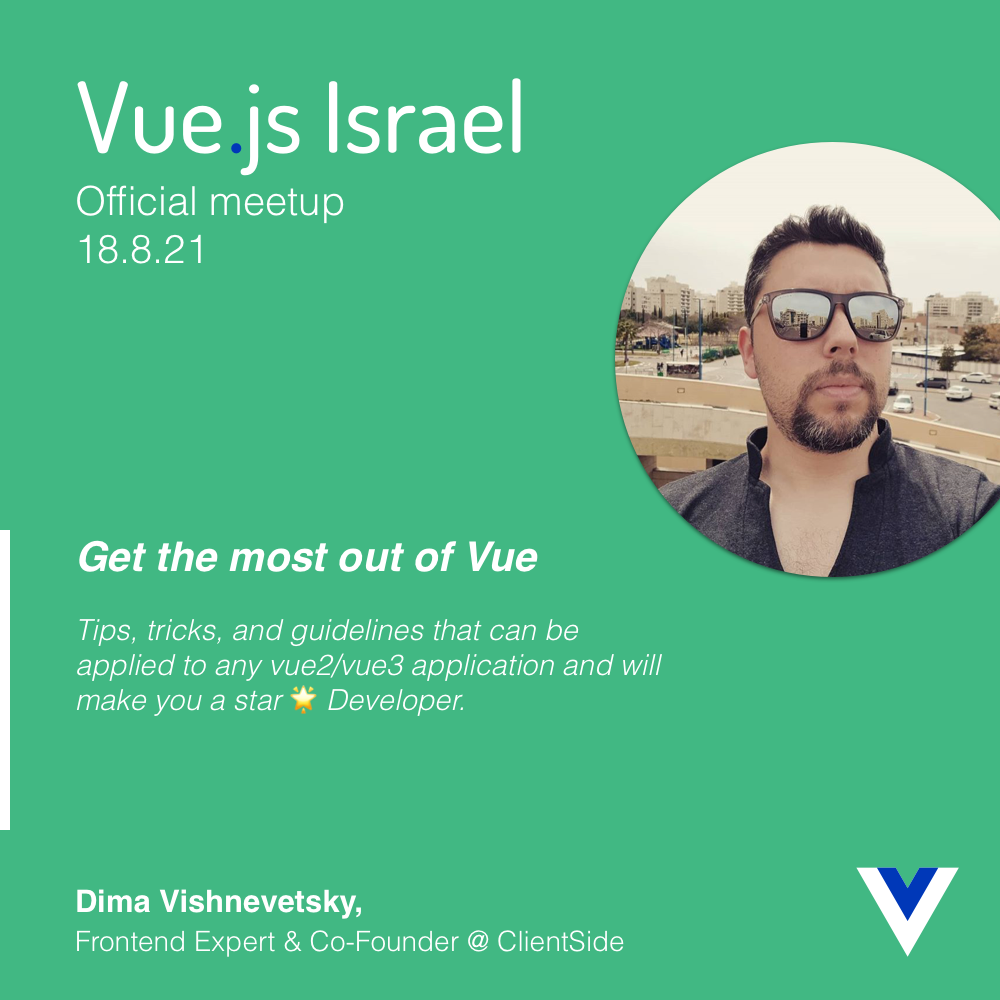 Vue.js Israel
Official meetup
18.8.21
Get the most out of Vue
Tips, tricks, and guidelines that can be
applied to any vue2/vue3 application and will
make you a star 🌟 Developer.
Dima Vishnevetsky,
Frontend Expert & Co-Founder @ ClientSide